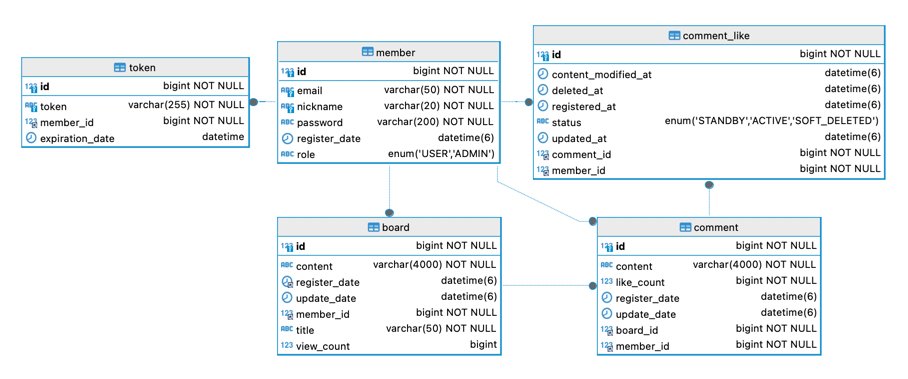 token
id bigint NOT NULL
token varchar(255) NOT NULL
member_id bigint NOT NULL
expiration_date datetime
member
id bigint NOT NULL
email varchar(50) NOT NULL
nickname varchar(20) NOT NULL
password varchar(200) NOT NULL
register_date datetime(6)
role enum('USER','ADMIN')
comment_like
id bigint NOT NULL
content_modified_at datetime(6)
deleted_at datetime(6)
registered_at datetime(6)
status enum('STANDBY','ACTIVE','SOFT_DELETED')
updated_at datetime(6)
comment_id bigint NOT NULL
member_id bigint NOT NULL
board
id bigint NOT NULL
content varchar(4000) NOT NULL
register_date datetime(6)
update_date datetime(6)
member_id bigint NOT NULL
title varchar(50) NOT NULL
view_count bigint
comment
id bigint NOT NULL
content varchar(4000) NOT NULL
like_count bigint NOT NULL
register_date datetime(6)
update_date datetime(6)
board_id bigint NOT NULL
member_id bigint NOT NULL